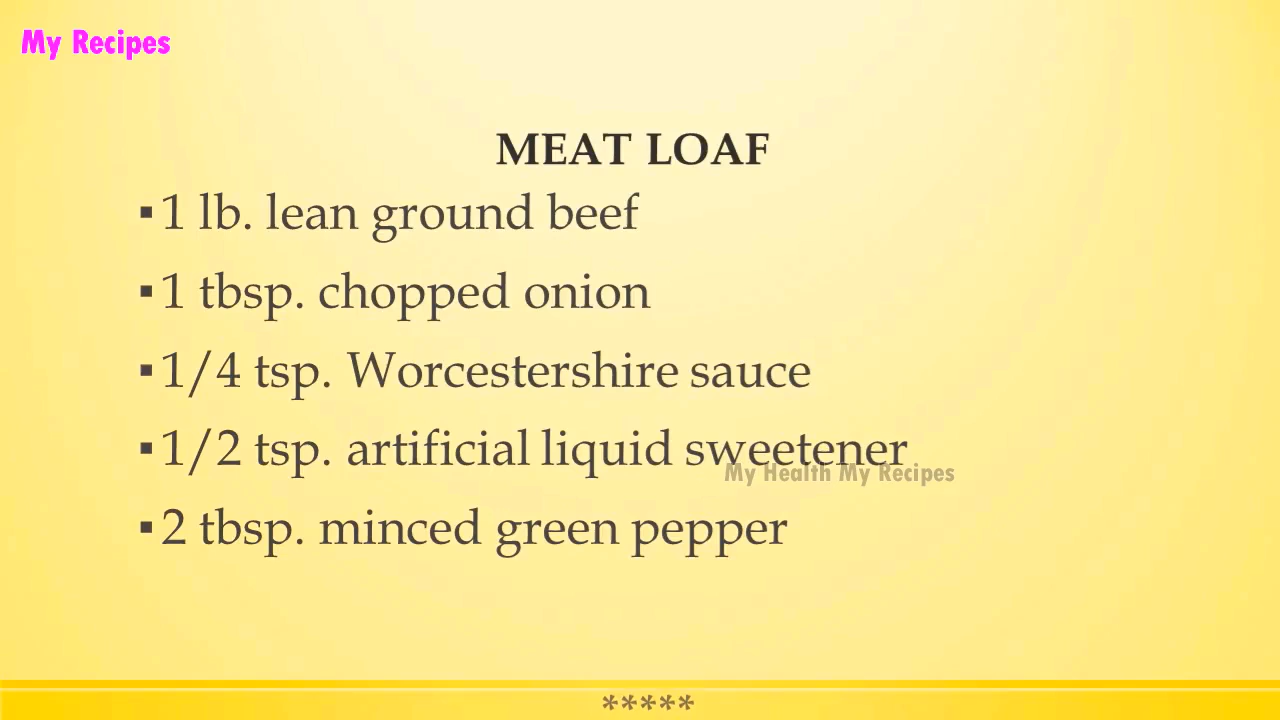 My Recipes
MEAT LOAF
▪1 lb. lean ground beef
▪1 tbsp. chopped onion
▪1/4 tsp. Worcestershire sauce
▪1/2 tsp. artificial liquid sweetener
My Health My Recipes
▪2 tbsp. minced green pepper
*****